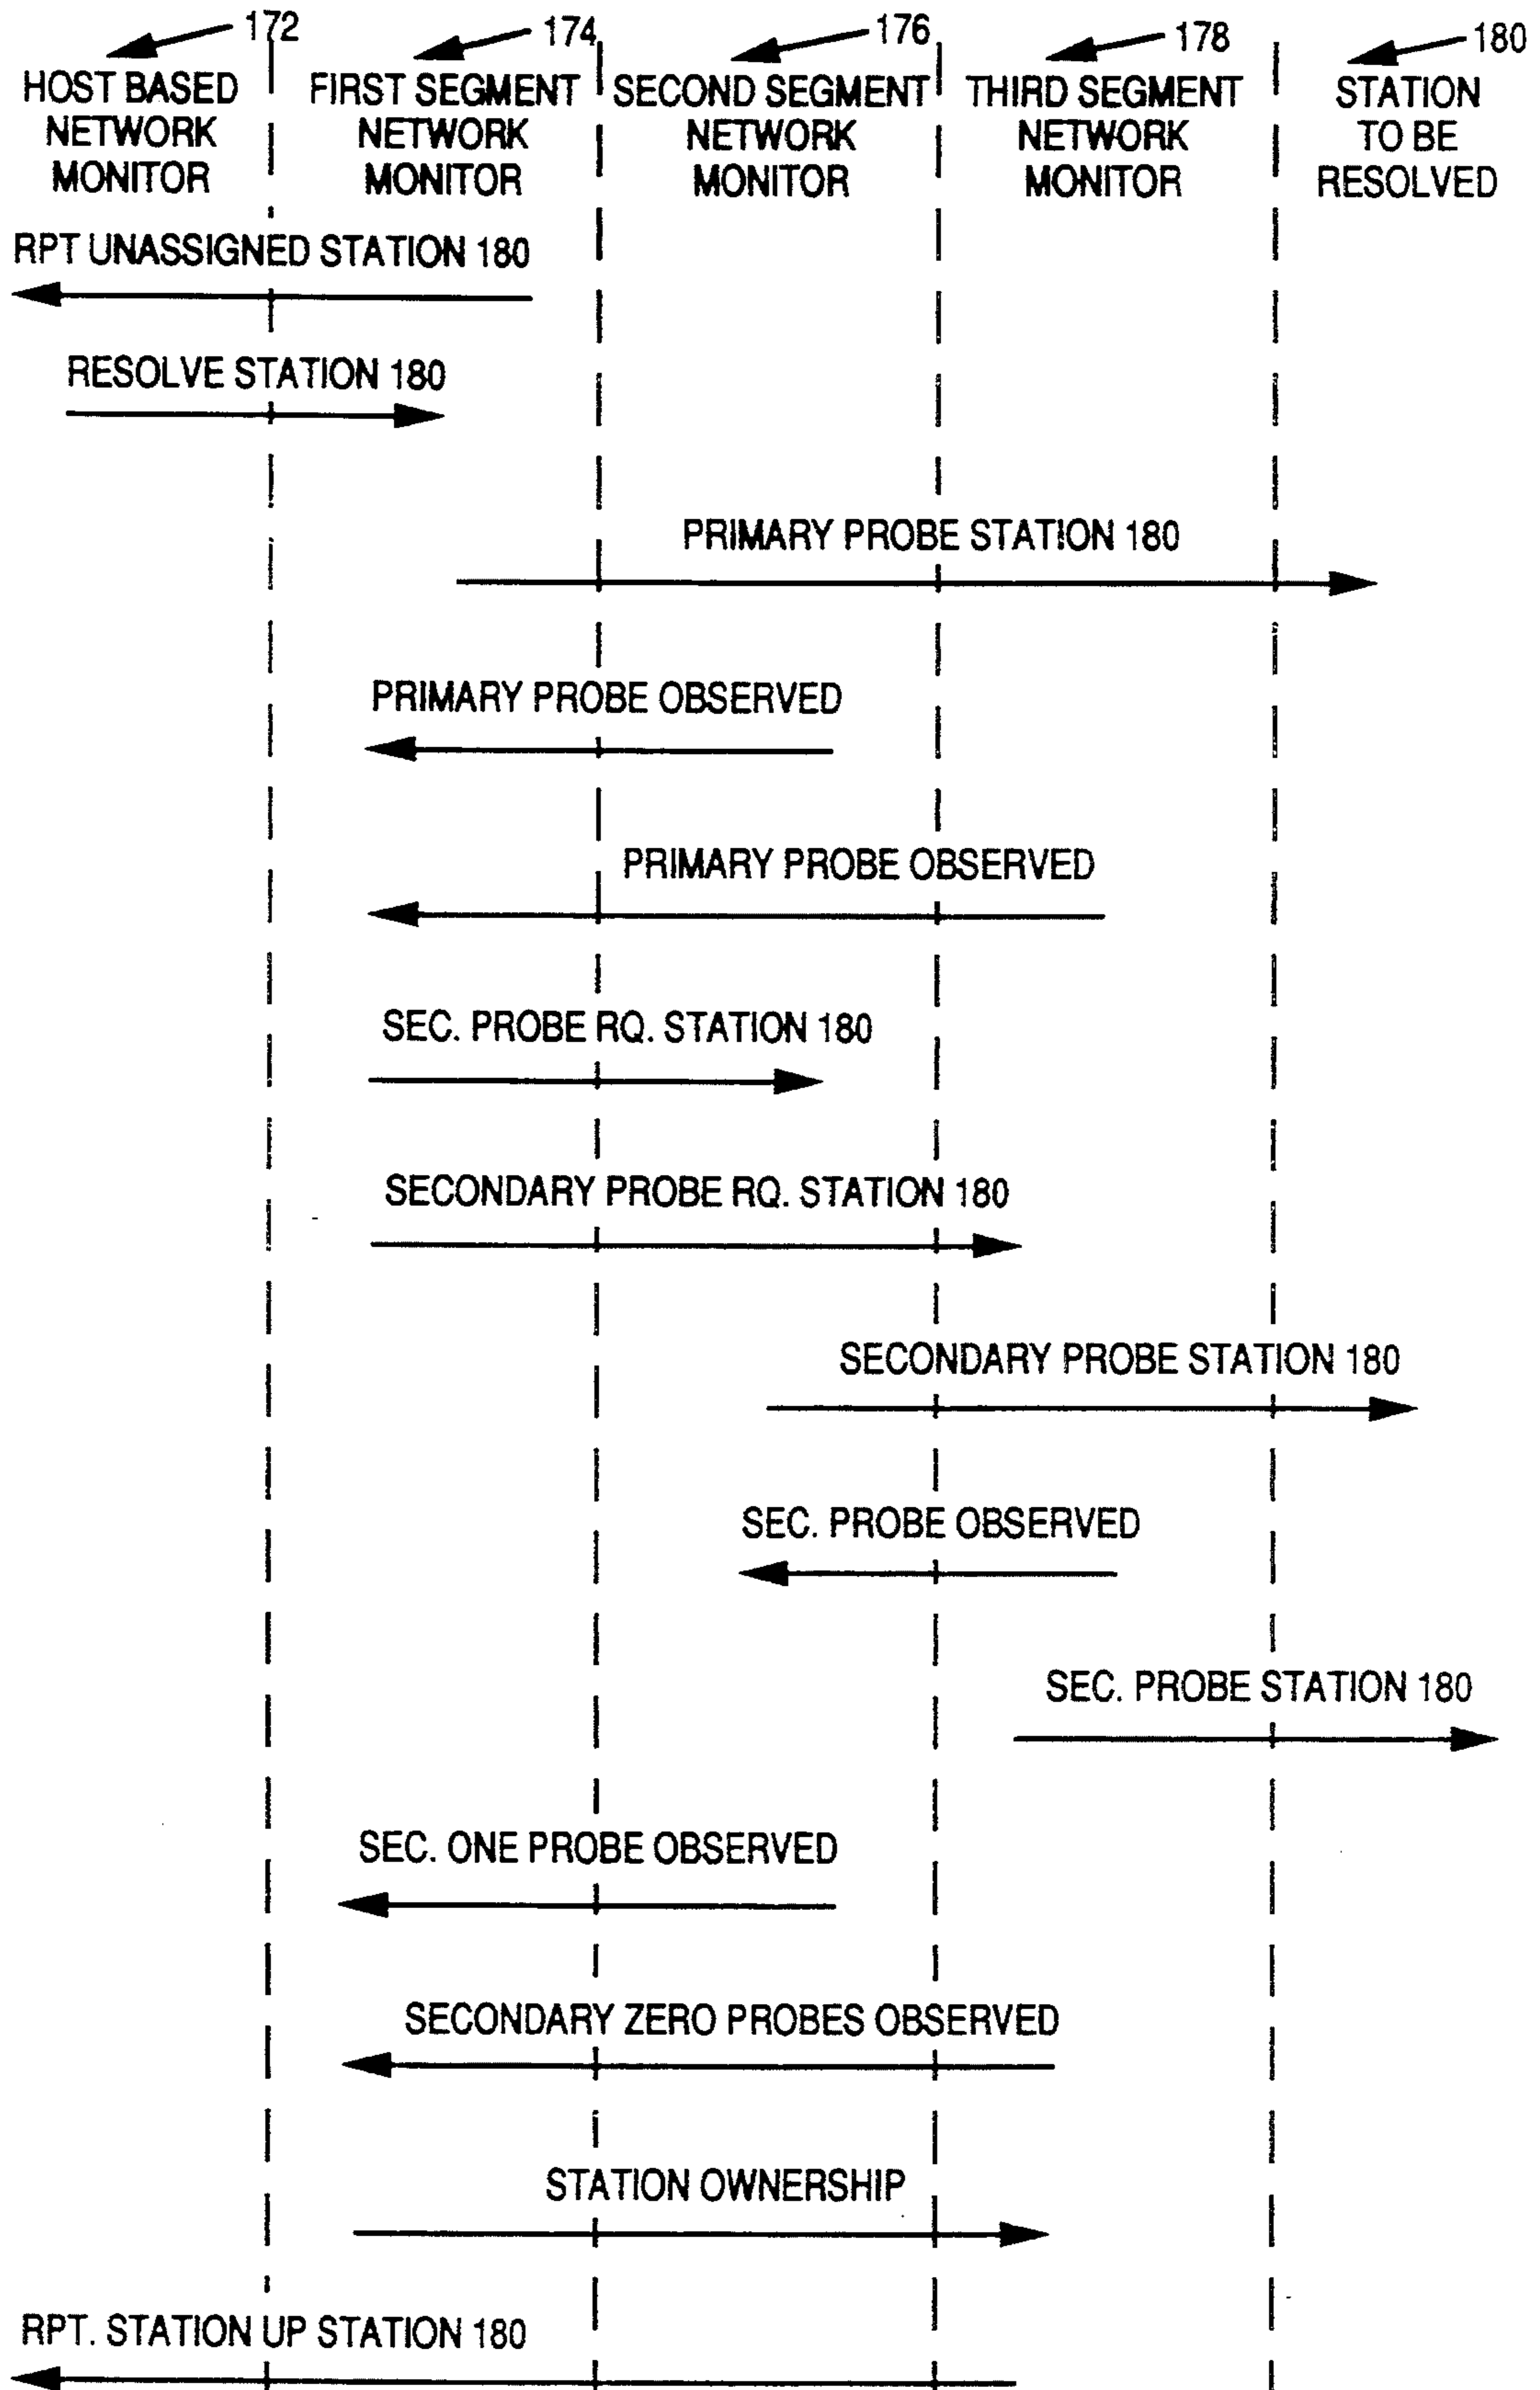 172
174
176
178
180
HOST BASED
NETWORK
MONITOR
FIRST SEGMENT
NETWORK
MONITOR
SECOND SEGMENT
NETWORK
MONITOR
THIRD SEGMENT
NETWORK
MONITOR
STATION
TO BE
RESOLVED
RPT UNASSIGNED STATION 180
RESOLVE STATION 180
PRIMARY PROBE STATION 180
PRIMARY PROBE OBSERVED
PRIMARY PROBE OBSERVED
SEC. PROBE RQ. STATION 180
SECONDARY PROBE RQ. STATION 180
SECONDARY PROBE STATION 180
SEC. PROBE OBSERVED
SEC. PROBE STATION 180
SEC. ONE PROBE OBSERVED
SECONDARY ZERO PROBES OBSERVED
STATION OWNERSHIP
RPT. STATION UP STATION 180